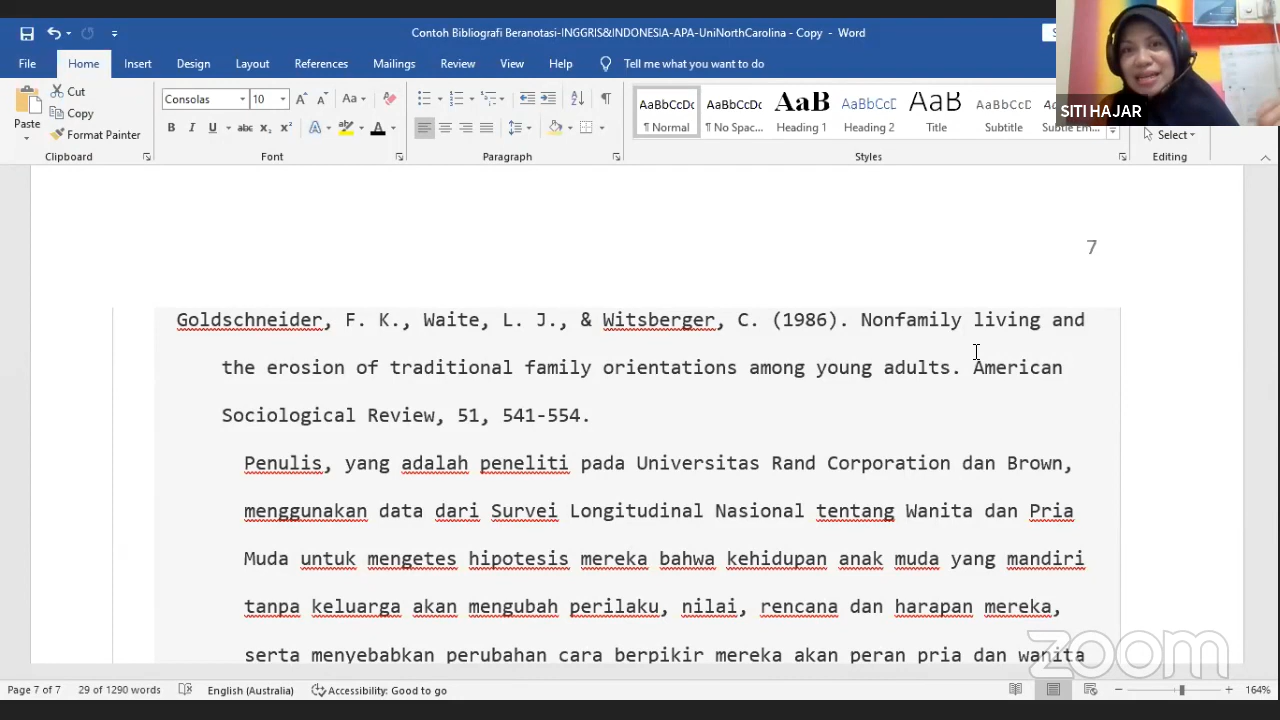 Contoh Bibliografi Beranotasi-INGGRIS&INDONESIA-APA-UniNorthCarolina - Copy - Word
File Home Insert Design Layout References Mailings Review View Help Tell me what you want to do
SITI HAJAR
Paste
Cut
Copy
Format Painter
Consolas 10
AaBbCcDc AaBbCcDc AaB AaBbCcC AaB AaBbCcD
¶ Normal ¶ No Spac... Heading 1 Heading 2 Title Subtitle Subtle Em...
Select
Clipboard Font Paragraph Styles Editing
7
Goldschneider, F. K., Waite, L. J., & Witsberger, C. (1986). Nonfamily living and
the erosion of traditional family orientations among young adults. American
Sociological Review, 51, 541-554.
Penulis, yang adalah peneliti pada Universitas Rand Corporation dan Brown,
menggunakan data dari Survei Longitudinal Nasional tentang Wanita dan Pria
Muda untuk mengetes hipotesis mereka bahwa kehidupan anak muda yang mandiri
tanpa keluarga akan mengubah perilaku, nilai, rencana dan harapan mereka,
serta menyebabkan perubahan cara berpikir mereka akan peran pria dan wanita
zoom
Page 7 of 7 29 of 1290 words English (Australia) Accessibility: Good to go 164%